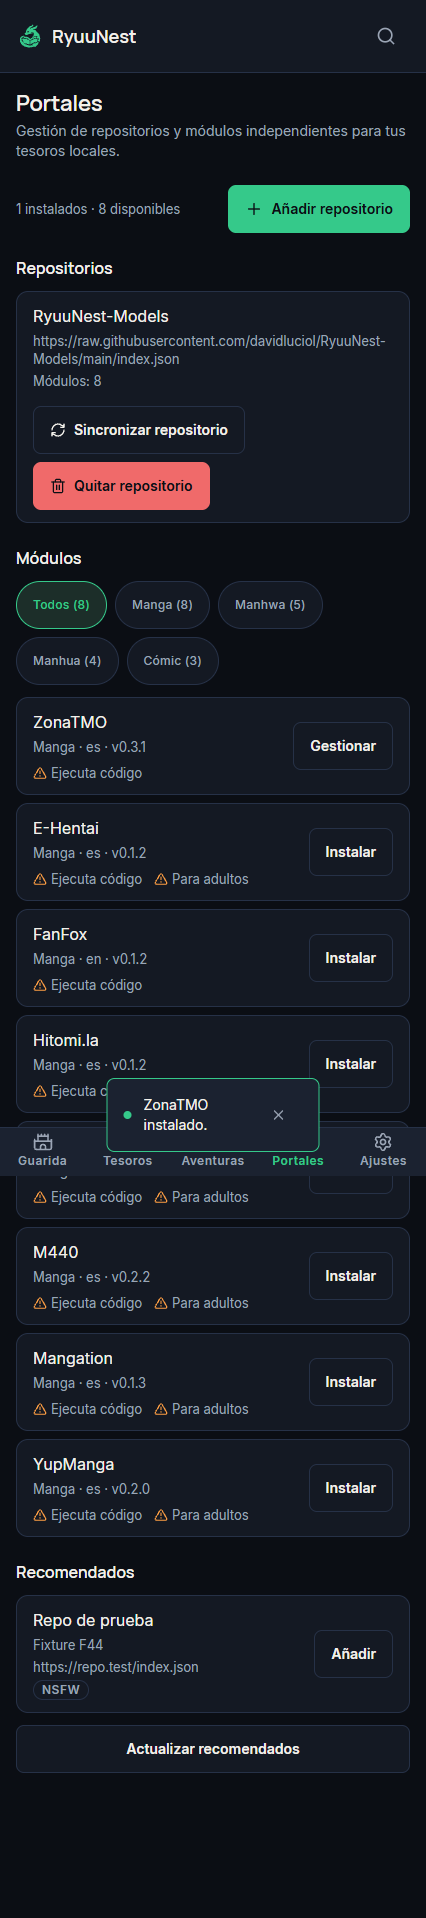 RyuuNest
Portales
Gestión de repositorios y módulos independientes para tus
tesoros locales.
1 instalados · 8 disponibles
Añadir repositorio
Repositorios
RyuuNest-Models
https://raw.githubusercontent.com/davidluciol/RyuuNest-
Models/main/index.json
Módulos: 8
Sincronizar repositorio
Quitar repositorio
Módulos
Todos (8)
Manga (8)
Manhwa (5)
Manhua (4)
Cómic (3)
ZonaTMO
Manga · es · v0.3.1
Ejecuta código
Gestionar
E-Hentai
Manga · es · v0.1.2
Ejecuta código
Para adultos
Instalar
FanFox
Manga · en · v0.1.2
Ejecuta código
Instalar
Hitomi.la
Manga · es · v0.1.2
Ejecuta
Instalar
ZonaTMO
instalado.
Guarida
Tesoros
Aventuras
Portales
Ajustes
Ejecuta código
Para adultos
M440
Manga · es · v0.2.2
Ejecuta código
Para adultos
Instalar
Mangation
Manga · es · v0.1.3
Ejecuta código
Para adultos
Instalar
YupManga
Manga · es · v0.2.0
Ejecuta código
Para adultos
Instalar
Recomendados
Repo de prueba
Fixture F44
https://repo.test/index.json
NSFW
Añadir
Actualizar recomendados